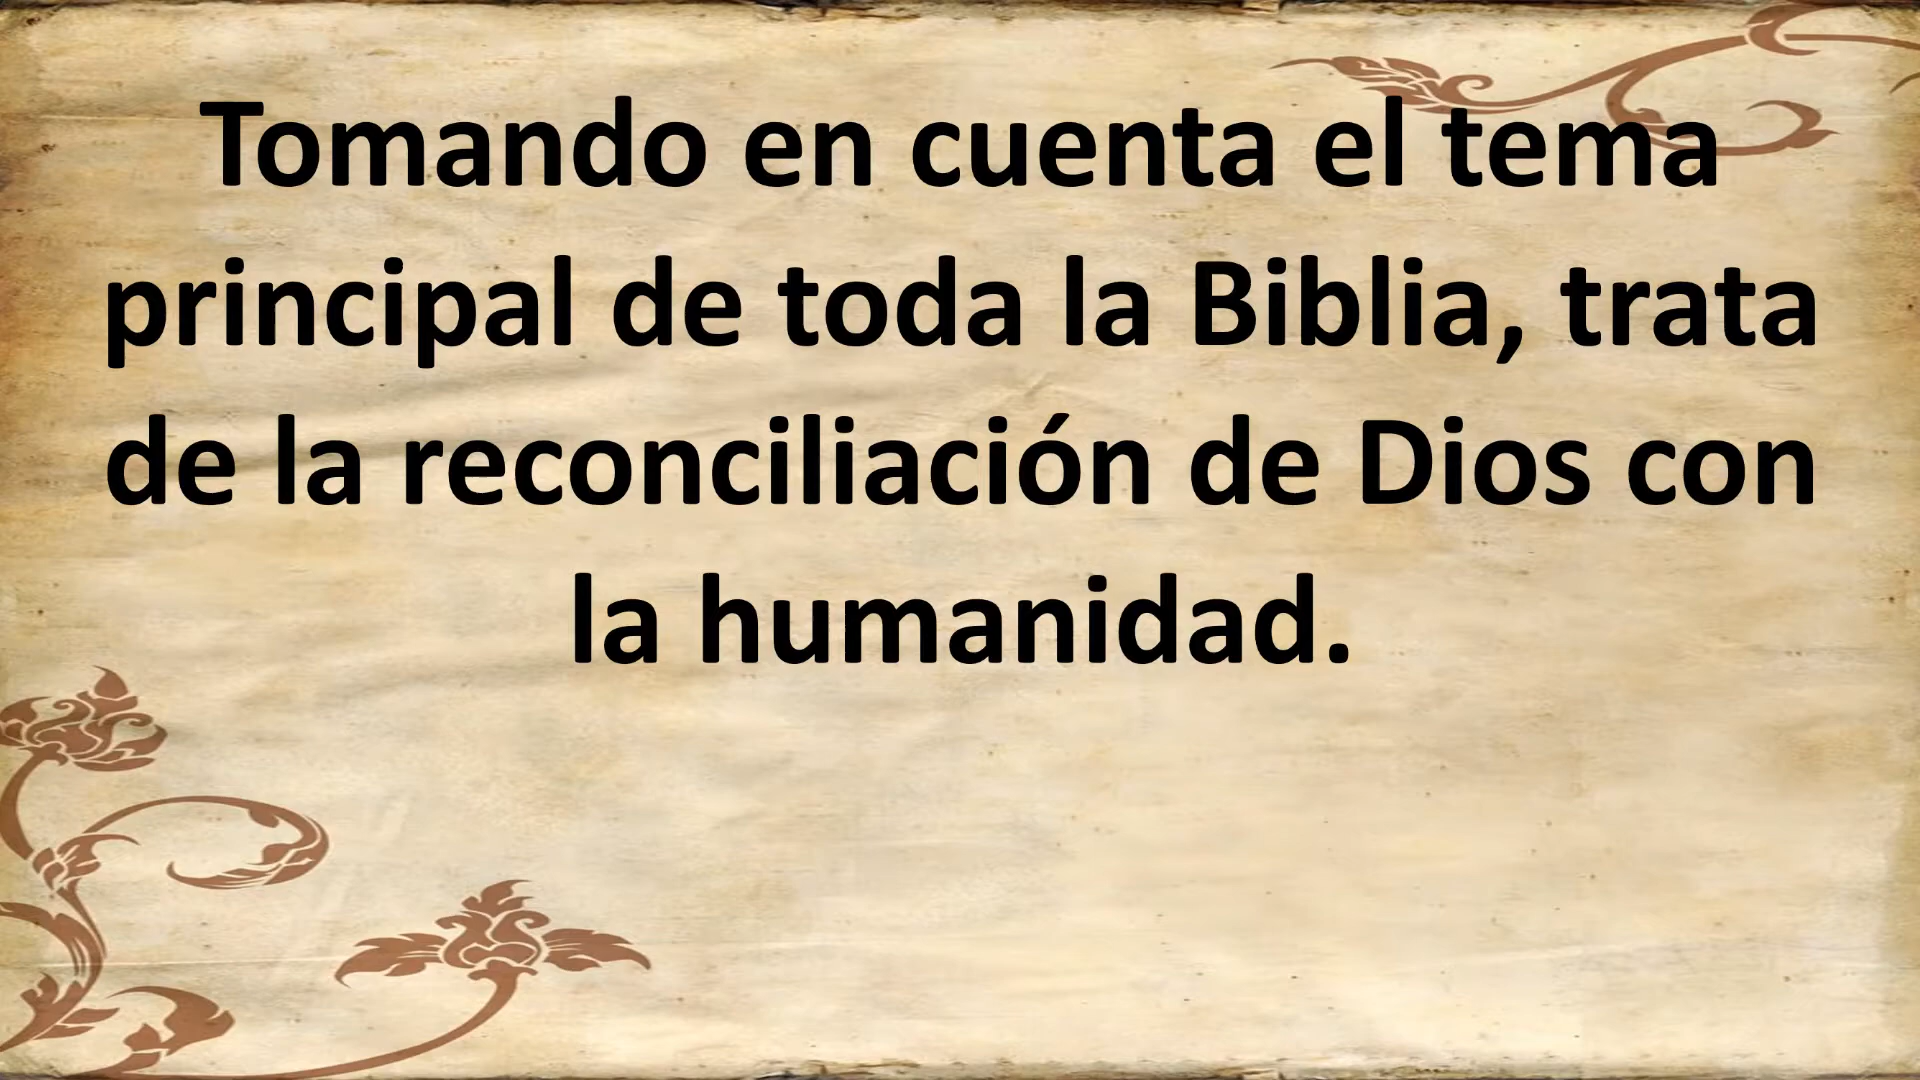 Tomando en cuenta el tema
principal de toda la Biblia, trata
de la reconciliación de Dios con
la humanidad.